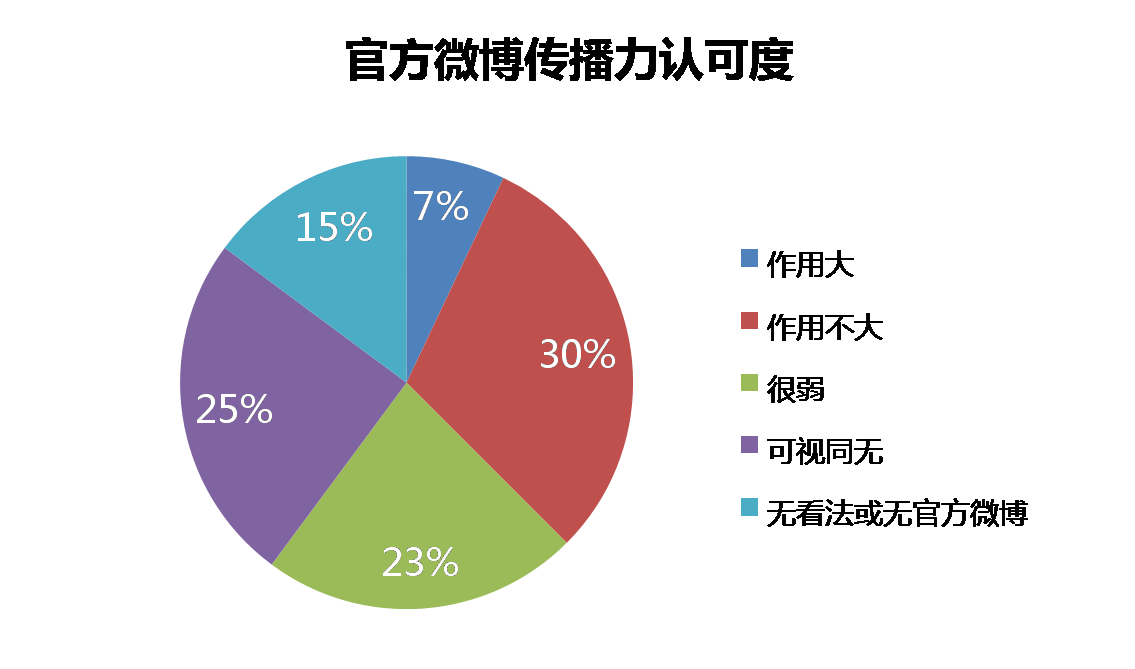 官方微博传播力认可度
7%
15%
30%
25%
23%
作用大
作用不大
很弱
可视同无
无看法或无官方微博